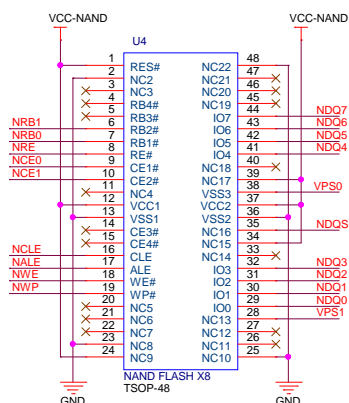 VCC-NAND VCC-NAND
U4
1 RES# NC22 48
2 NC2 NC21 47
3 NC3 NC20 46
4 RB4# NC19 45
5 RB3# IO7 44 NDQ7
NRB1 6 RB2# IO6 43 NDQ6
NRB0 7 RB1# IO5 42 NDQ5
NRE 8 RE# IO4 41 NDQ4
NCE0 9 CE1# NC18 40
NCE1 10 CE2# NC17 39
11 NC4 VSS3 38 VPS0
12 VCC1 VCC2 37
13 VSS1 VSS2 36
14 CE3# NC16 35 NDQS
15 CE4# NC15 34
NCLE 16 CLE NC14 33
NALE 17 ALE IO3 32 NDQ3
NWE 18 WE# IO2 31 NDQ2
NWP 19 WP# IO1 30 NDQ1
20 NC5 IO0 29 NDQ0
21 NC6 NC13 28 VPS1
22 NC7 NC12 27
23 NC8 NC11 26
24 NC9 NC10 25
NAND FLASH X8
TSOP-48
GND GND